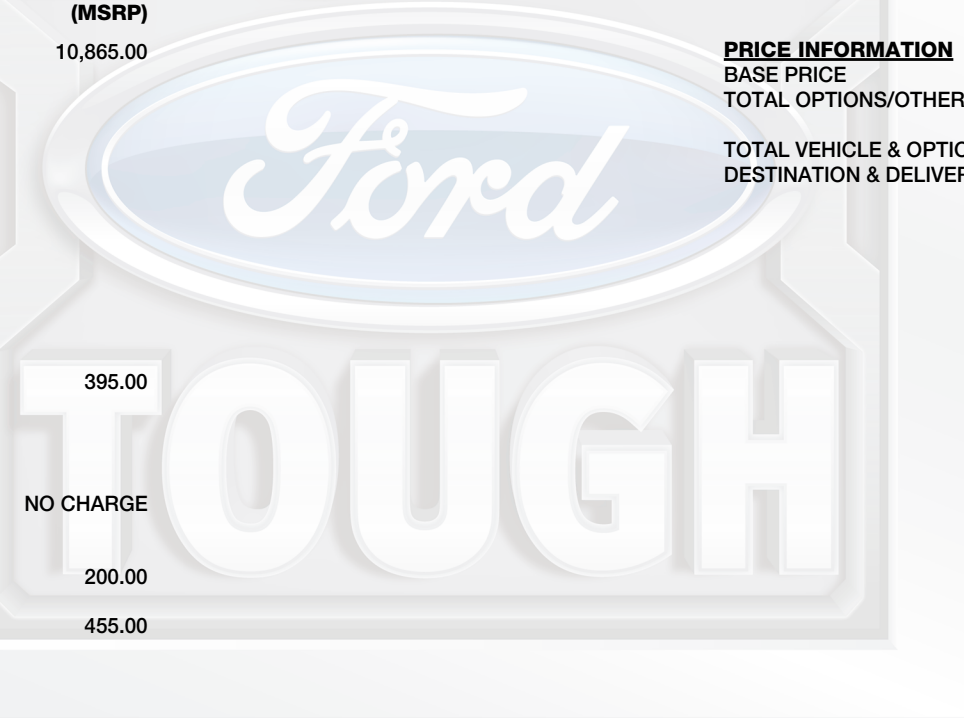 (MSRP)
10,865.00
395.00
NO CHARGE
200.00
455.00
PRICE INFORMATION
BASE PRICE
TOTAL OPTIONS/OTHER
TOTAL VEHICLE & OPTIO
DESTINATION & DELIVER
Ford
TOUGH